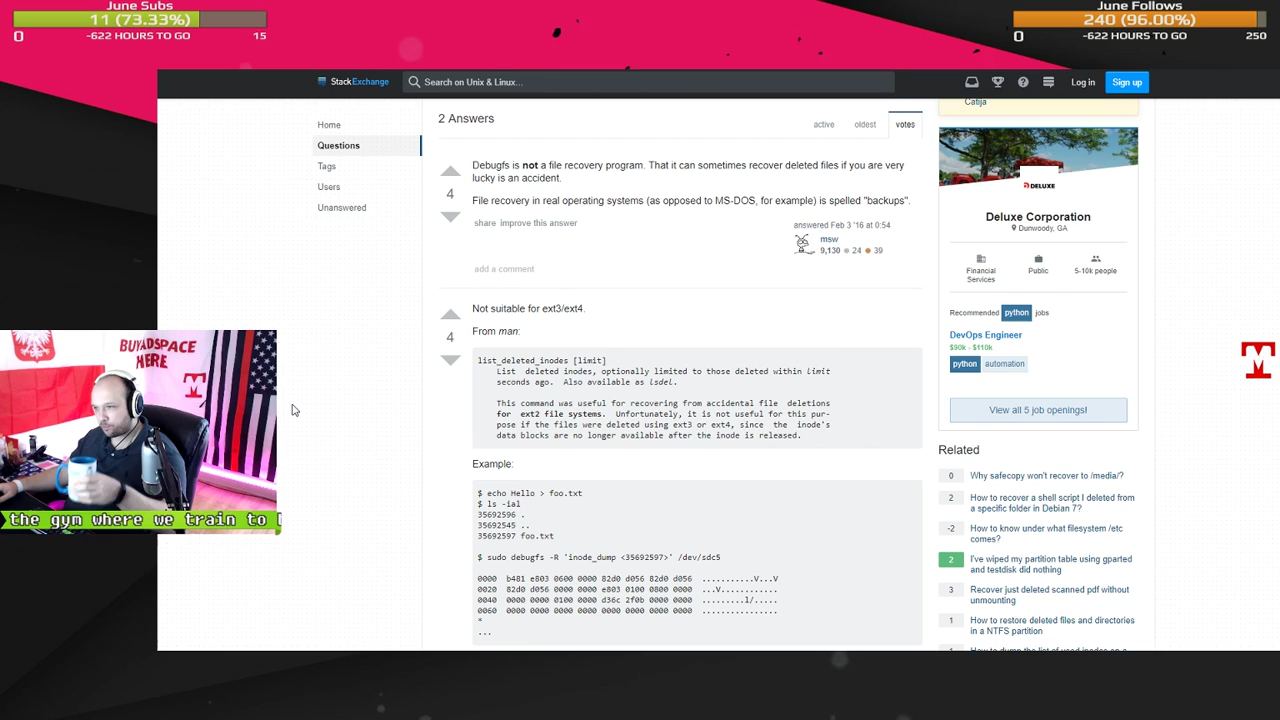 June Subs
11 (73.33%)
0 -622 HOURS TO GO 15
June Follows
240 (96.00%)
0 -622 HOURS TO GO 250
StackExchange
Search on Unix & Linux...
Log in
Sign up
Home
Questions
Tags
Users
Unanswered
2 Answers
active oldest votes
4
Debugfs is not a file recovery program. That it can sometimes recover deleted files if you are very
lucky is an accident.
File recovery in real operating systems (as opposed to MS-DOS, for example) is spelled "backups".
share improve this answer
answered Feb 3 '16 at 0:54
msw
9,130 24 39
add a comment
4
Not suitable for ext3/ext4.
From man:
list_deleted_inodes [limit]
List deleted inodes, optionally limited to those deleted within limit
seconds ago. Also available as lsdel.
This command was useful for recovering from accidental file deletions
for ext2 file systems. Unfortunately, it is not useful for this pur-
pose if the files were deleted using ext3 or ext4, since the inode's
data blocks are no longer available after the inode is released.
Example:
$ echo Hello > foo.txt
$ ls -ial
35692596 .
35692545 ..
35692597 foo.txt
$ sudo debugfs -R 'inode_dump <35692597>' /dev/sdc5
0000 b481 e803 0600 0000 82d0 d056 82d0 d056 ...........V...V
0020 82d0 d056 0000 0000 e803 0100 0800 0000 ...V............
0040 0000 0000 0100 0000 d36c 2f0b 0000 0000 .........l/.....
0060 0000 0000 0000 0000 0000 0000 0000 0000 ................
*
...
Catija
DELUXE
Deluxe Corporation
Dunwoody, GA
Financial
Services
Public
5-10k people
Recommended python jobs
DevOps Engineer
$90k - $110k
python automation
View all 5 job openings!
Related
0 Why safecopy won't recover to /media/?
2 How to recover a shell script I deleted from
a specific folder in Debian 7?
-2 How to know under what filesystem /etc
comes?
2 I've wiped my partition table using gparted
and testdisk did nothing
3 Recover just deleted scanned pdf without
unmounting
1 How to restore deleted files and directories
in a NTFS partition
How to dump the list of used inodes on a
BUY ADSPACE
HERE
the gym where we train to